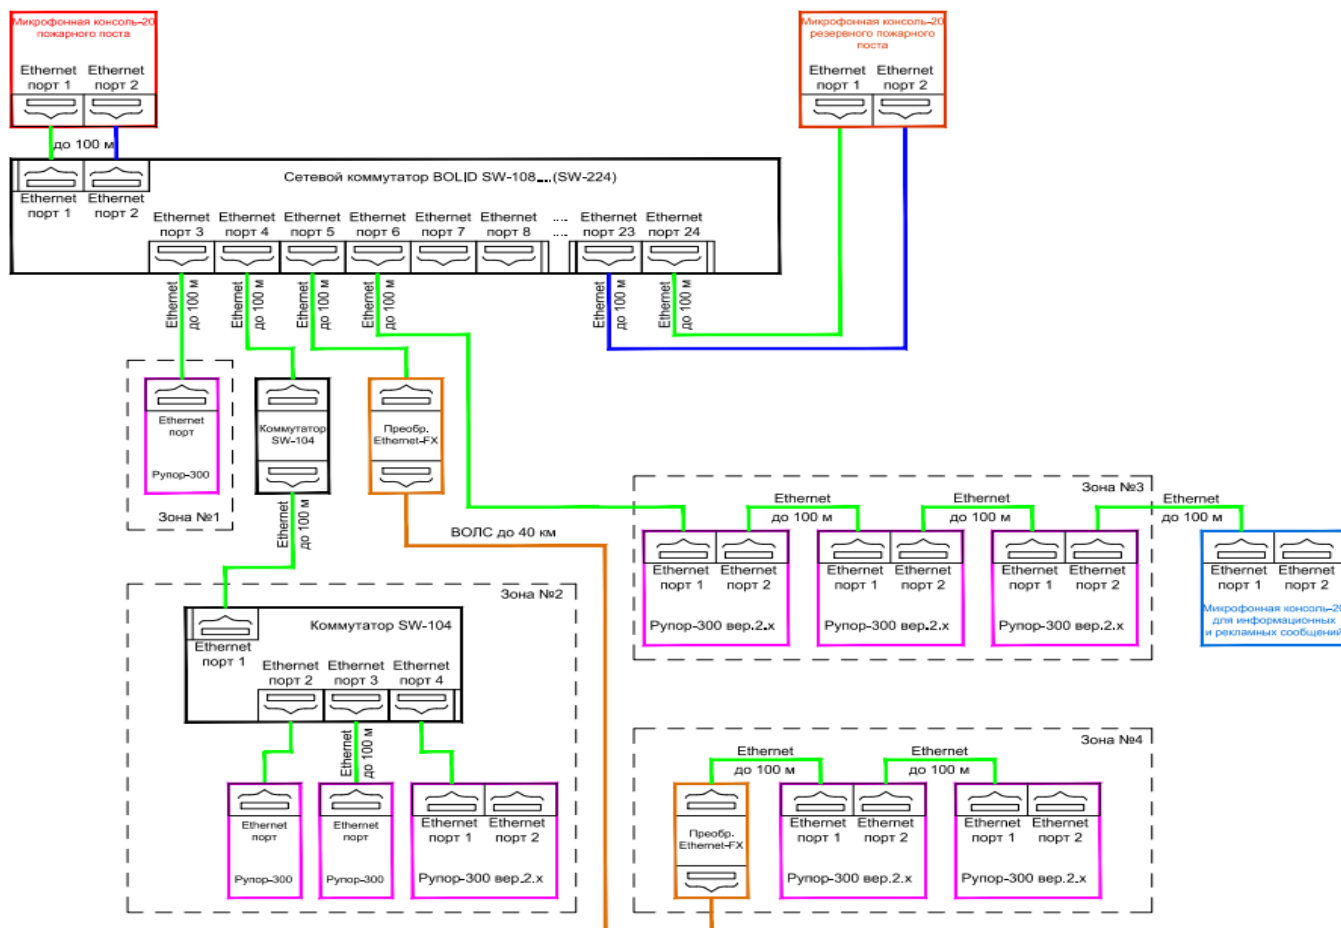 Микрофонная консоль-20
пожарного поста
Ethernet
порт 1
Ethernet
порт 2
Микрофонная консоль-20
резервного пожарного
поста
Ethernet
порт 1
Ethernet
порт 2
до 100 м
Сетевой коммутатор BOLID SW-108....(SW-224)
Ethernet
порт 1
Ethernet
порт 2
Ethernet
порт 3
Ethernet
порт 4
Ethernet
порт 5
Ethernet
порт 6
Ethernet
порт 7
Ethernet
порт 8
....
....
Ethernet
порт 23
Ethernet
порт 24
Ethernet
до 100 м
Ethernet
до 100 м
Ethernet
до 100 м
Ethernet
до 100 м
Ethernet
до 100 м
Ethernet
до 100 м
Ethernet
порт
Рупор-300
Зона №1
Коммутатор
SW-104
Преобр.
Ethernet-FX
Ethernet
до 100 м
ВОЛС до 40 км
Зона №3
Ethernet
до 100 м
Ethernet
до 100 м
Ethernet
до 100 м
Ethernet
порт 1
Ethernet
порт 2
Рупор-300 вер.2.х
Ethernet
порт 1
Ethernet
порт 2
Рупор-300 вер.2.х
Ethernet
порт 1
Ethernet
порт 2
Рупор-300 вер.2.х
Ethernet
порт 1
Ethernet
порт 2
Микрофонная консоль-20
для информационных
и рекламных сообщений
Зона №2
Коммутатор SW-104
Ethernet
порт 1
Ethernet
порт 2
Ethernet
порт 3
Ethernet
порт 4
Ethernet
до 100 м
Ethernet
порт
Рупор-300
Ethernet
порт
Рупор-300
Ethernet
порт 1
Ethernet
порт 2
Рупор-300 вер.2.х
Зона №4
Ethernet
до 100 м
Ethernet
до 100 м
Преобр.
Ethernet-FX
Ethernet
порт 1
Ethernet
порт 2
Рупор-300 вер.2.х
Ethernet
порт 1
Ethernet
порт 2
Рупор-300 вер.2.х